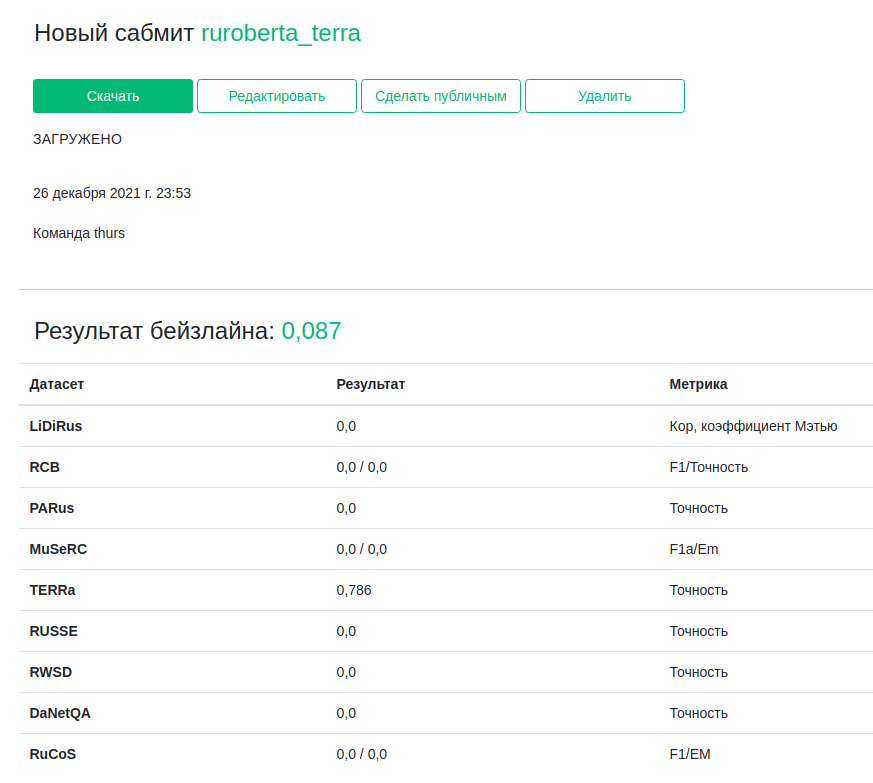 Новый сабмит ruroberta_terra
Скачать Редактировать Сделать публичным Удалить
ЗАГРУЖЕНО
26 декабря 2021 г. 23:53
Команда thurs
Результат бейзлайна: 0,087
Датасет Результат Метрика
LiDiRus 0,0 Кор, коэффициент Мэтью
RCB 0,0 / 0,0 F1/Точность
PARus 0,0 Точность
MuSeRC 0,0 / 0,0 F1a/Em
TERRa 0,786 Точность
RUSSE 0,0 Точность
RWSD 0,0 Точность
DaNetQA 0,0 Точность
RuCoS 0,0 / 0,0 F1/EM